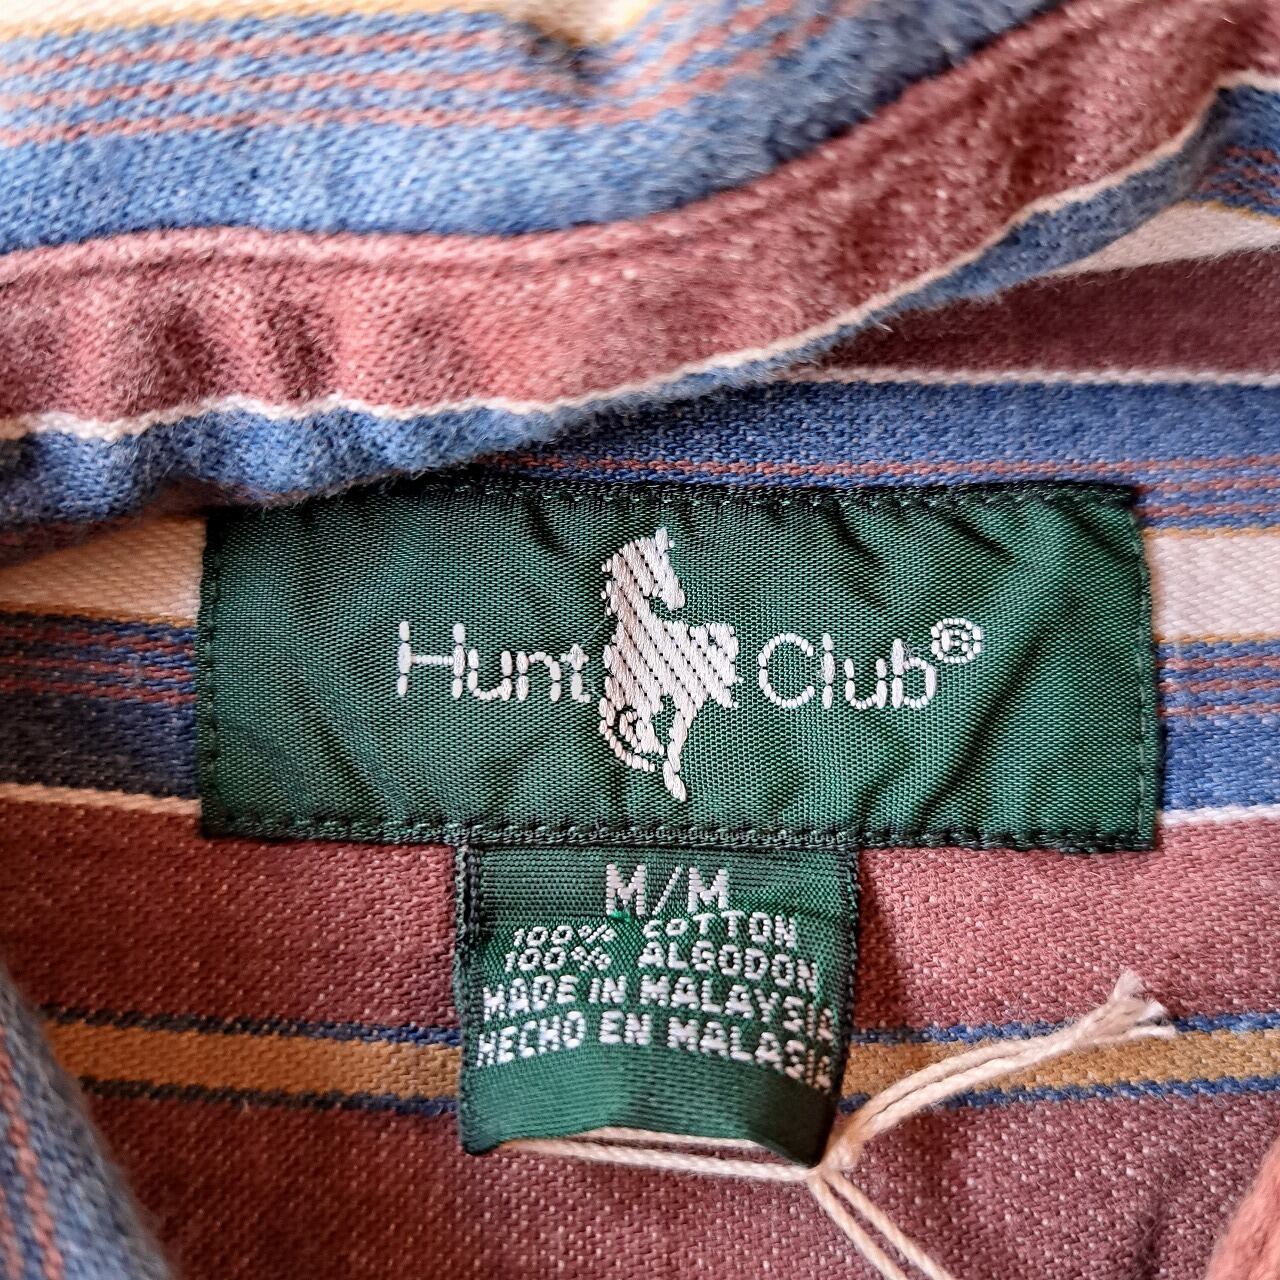 Hunt Club®
M/M
100% COTTON
100% ALGODON
MADE IN MALAYSIA
HECHO EN MALASIA